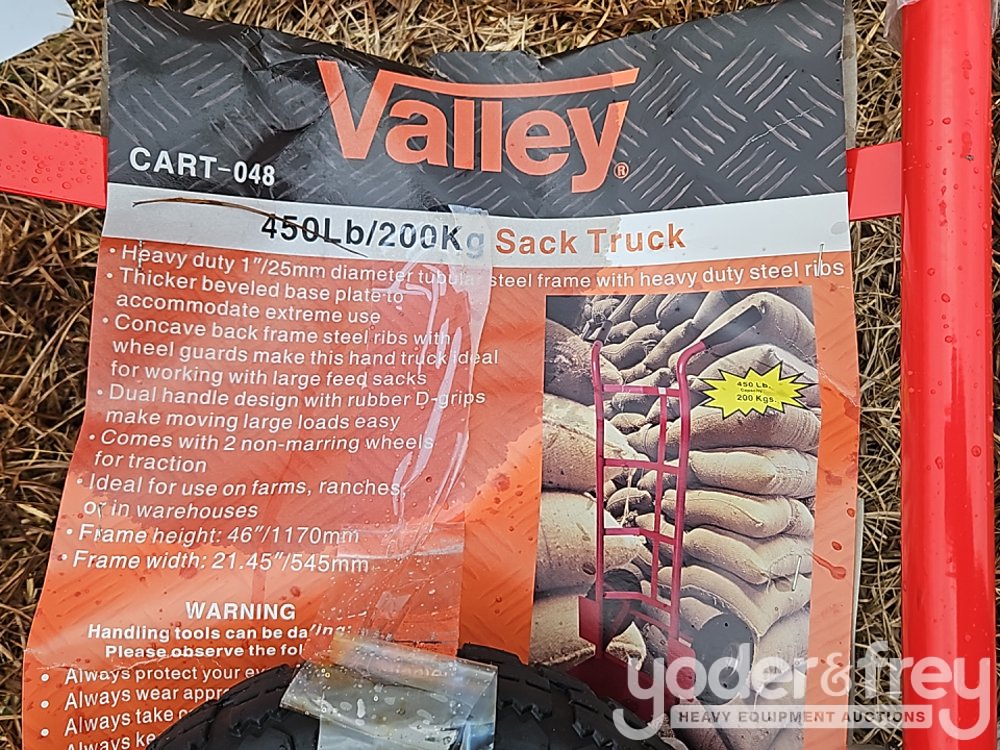 Valley®
CART-048
450Lb/200Kg Sack Truck
• Heavy duty 1"/25mm diameter tubular steel frame with heavy duty steel ribs
• Thicker beveled base plate to
accommodate extreme use
• Concave back frame steel ribs with
wheel guards make this hand truck ideal
for working with large feed sacks
• Dual handle design with rubber D-grips
make moving large loads easy
• Comes with 2 non-marring wheels
for traction
• Ideal for use on farms, ranches,
or in warehouses
• Frame height: 46"/1170mm
• Frame width: 21.45"/545mm
450 Lb.
Capacity
200 Kgs.
WARNING
Handling tools can be
Please observe the
• Always protect your
• Always wear
• Always take
Always
yoder&frey
HEAVY EQUIPMENT AUCTIONS